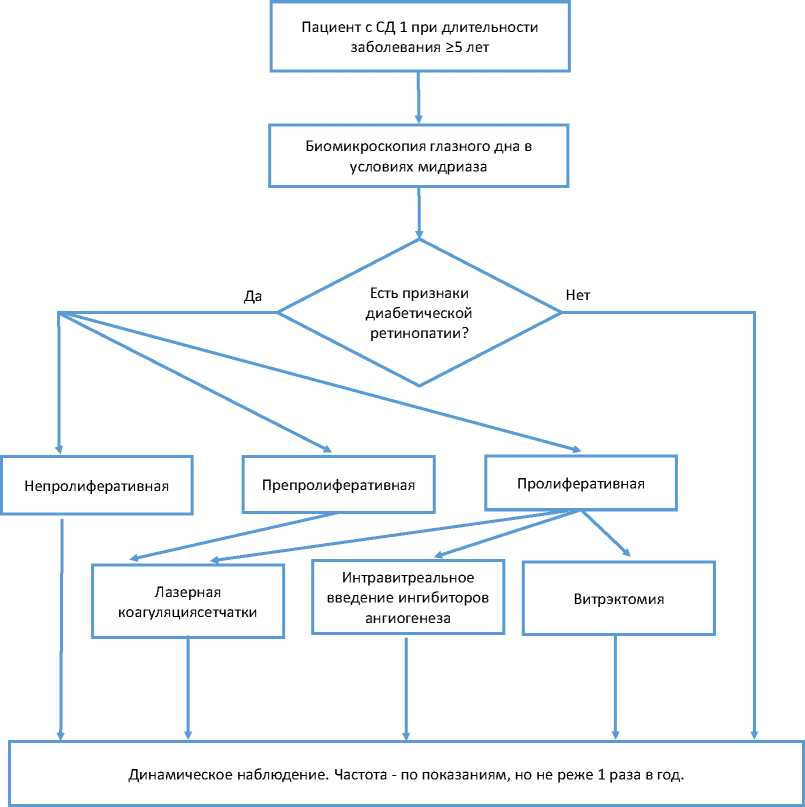 Пациент с СД 1 при длительности
заболевания ≥5 лет
Биомикроскопия глазного дна в
условиях мидриаза
Да
Есть признаки
диабетической
ретинопатии?
Нет
Непролиферативная
Препролиферативная
Пролиферативная
Лазерная
коагуляциясетчатки
Интравитреальное
введение ингибиторов
ангиогенеза
Витрэктомия
Динамическое наблюдение. Частота - по показаниям, но не реже 1 раза в год.